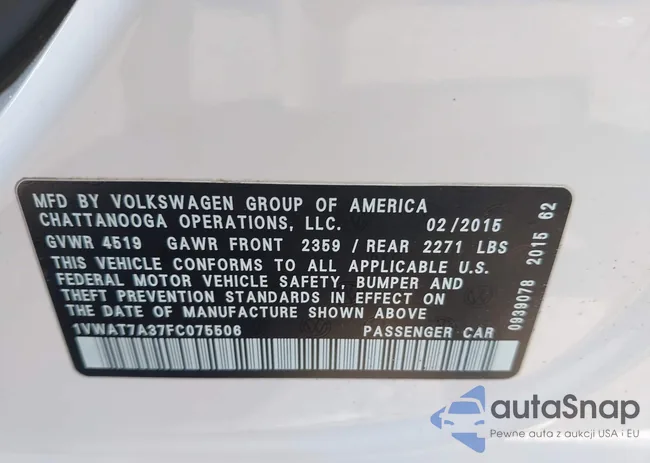 MFD BY VOLKSWAGEN GROUP OF AMERICA
CHATTANOOGA OPERATIONS, LLC. 02/2015
GVWR 4519 GAWR FRONT 2359 / REAR 2271 LBS
THIS VEHICLE CONFORMS TO ALL APPLICABLE U.S.
FEDERAL MOTOR VEHICLE SAFETY, BUMPER AND
THEFT PREVENTION STANDARDS IN EFFECT ON
THE DATE OF MANUFACTURE SHOWN ABOVE
1VWAT7A37FC075506 PASSENGER CAR
0939078 2015 62
autoSnap
Pewne auta z aukcji USA i EU